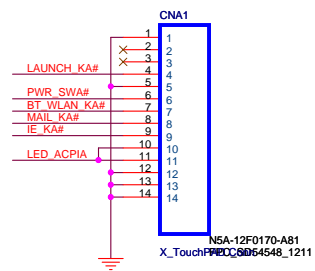 CNA1
1 1
2 2
3 3
LAUNCH_KA# 4 4
5 5
PWR_SWA# 6 6
BT_WLAN_KA# 7 7
MAIL_KA# 8 8
IE_KA# 9 9
10 10
LED_ACPIA 11 11
12 12
13 13
14 14
N5A-12F0170-A81
X_TouchPAD_Conn
FPC_SD54548_1211